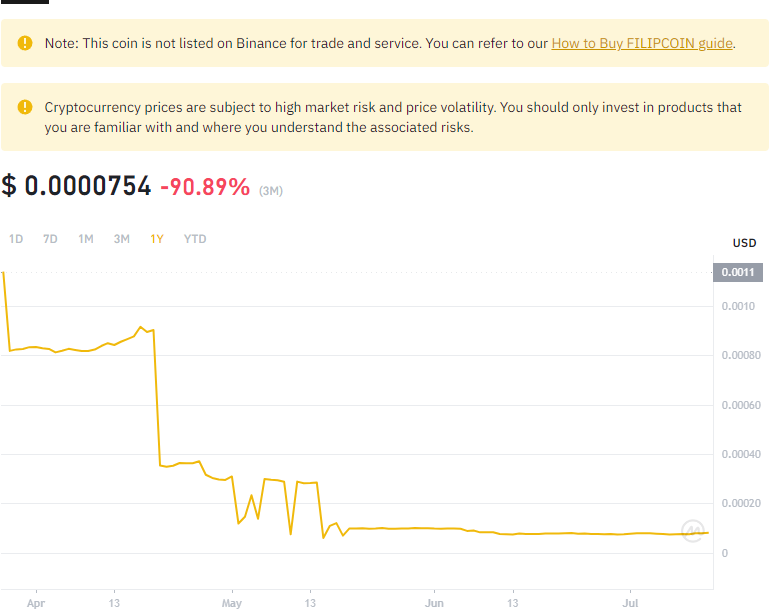 Note: This coin is not listed on Binance for trade and service. You can refer to our How to Buy FILIPCOIN guide.
Cryptocurrency prices are subject to high market risk and price volatility. You should only invest in products that
you are familiar with and where you understand the associated risks.
$ 0.0000754 -90.89% (3M)
1D 7D 1M 3M 1Y YTD
USD
0.0011
0.0010
0.00080
0.00060
0.00040
0.00020
0
Apr 13 May 13 Jun 13 Jul